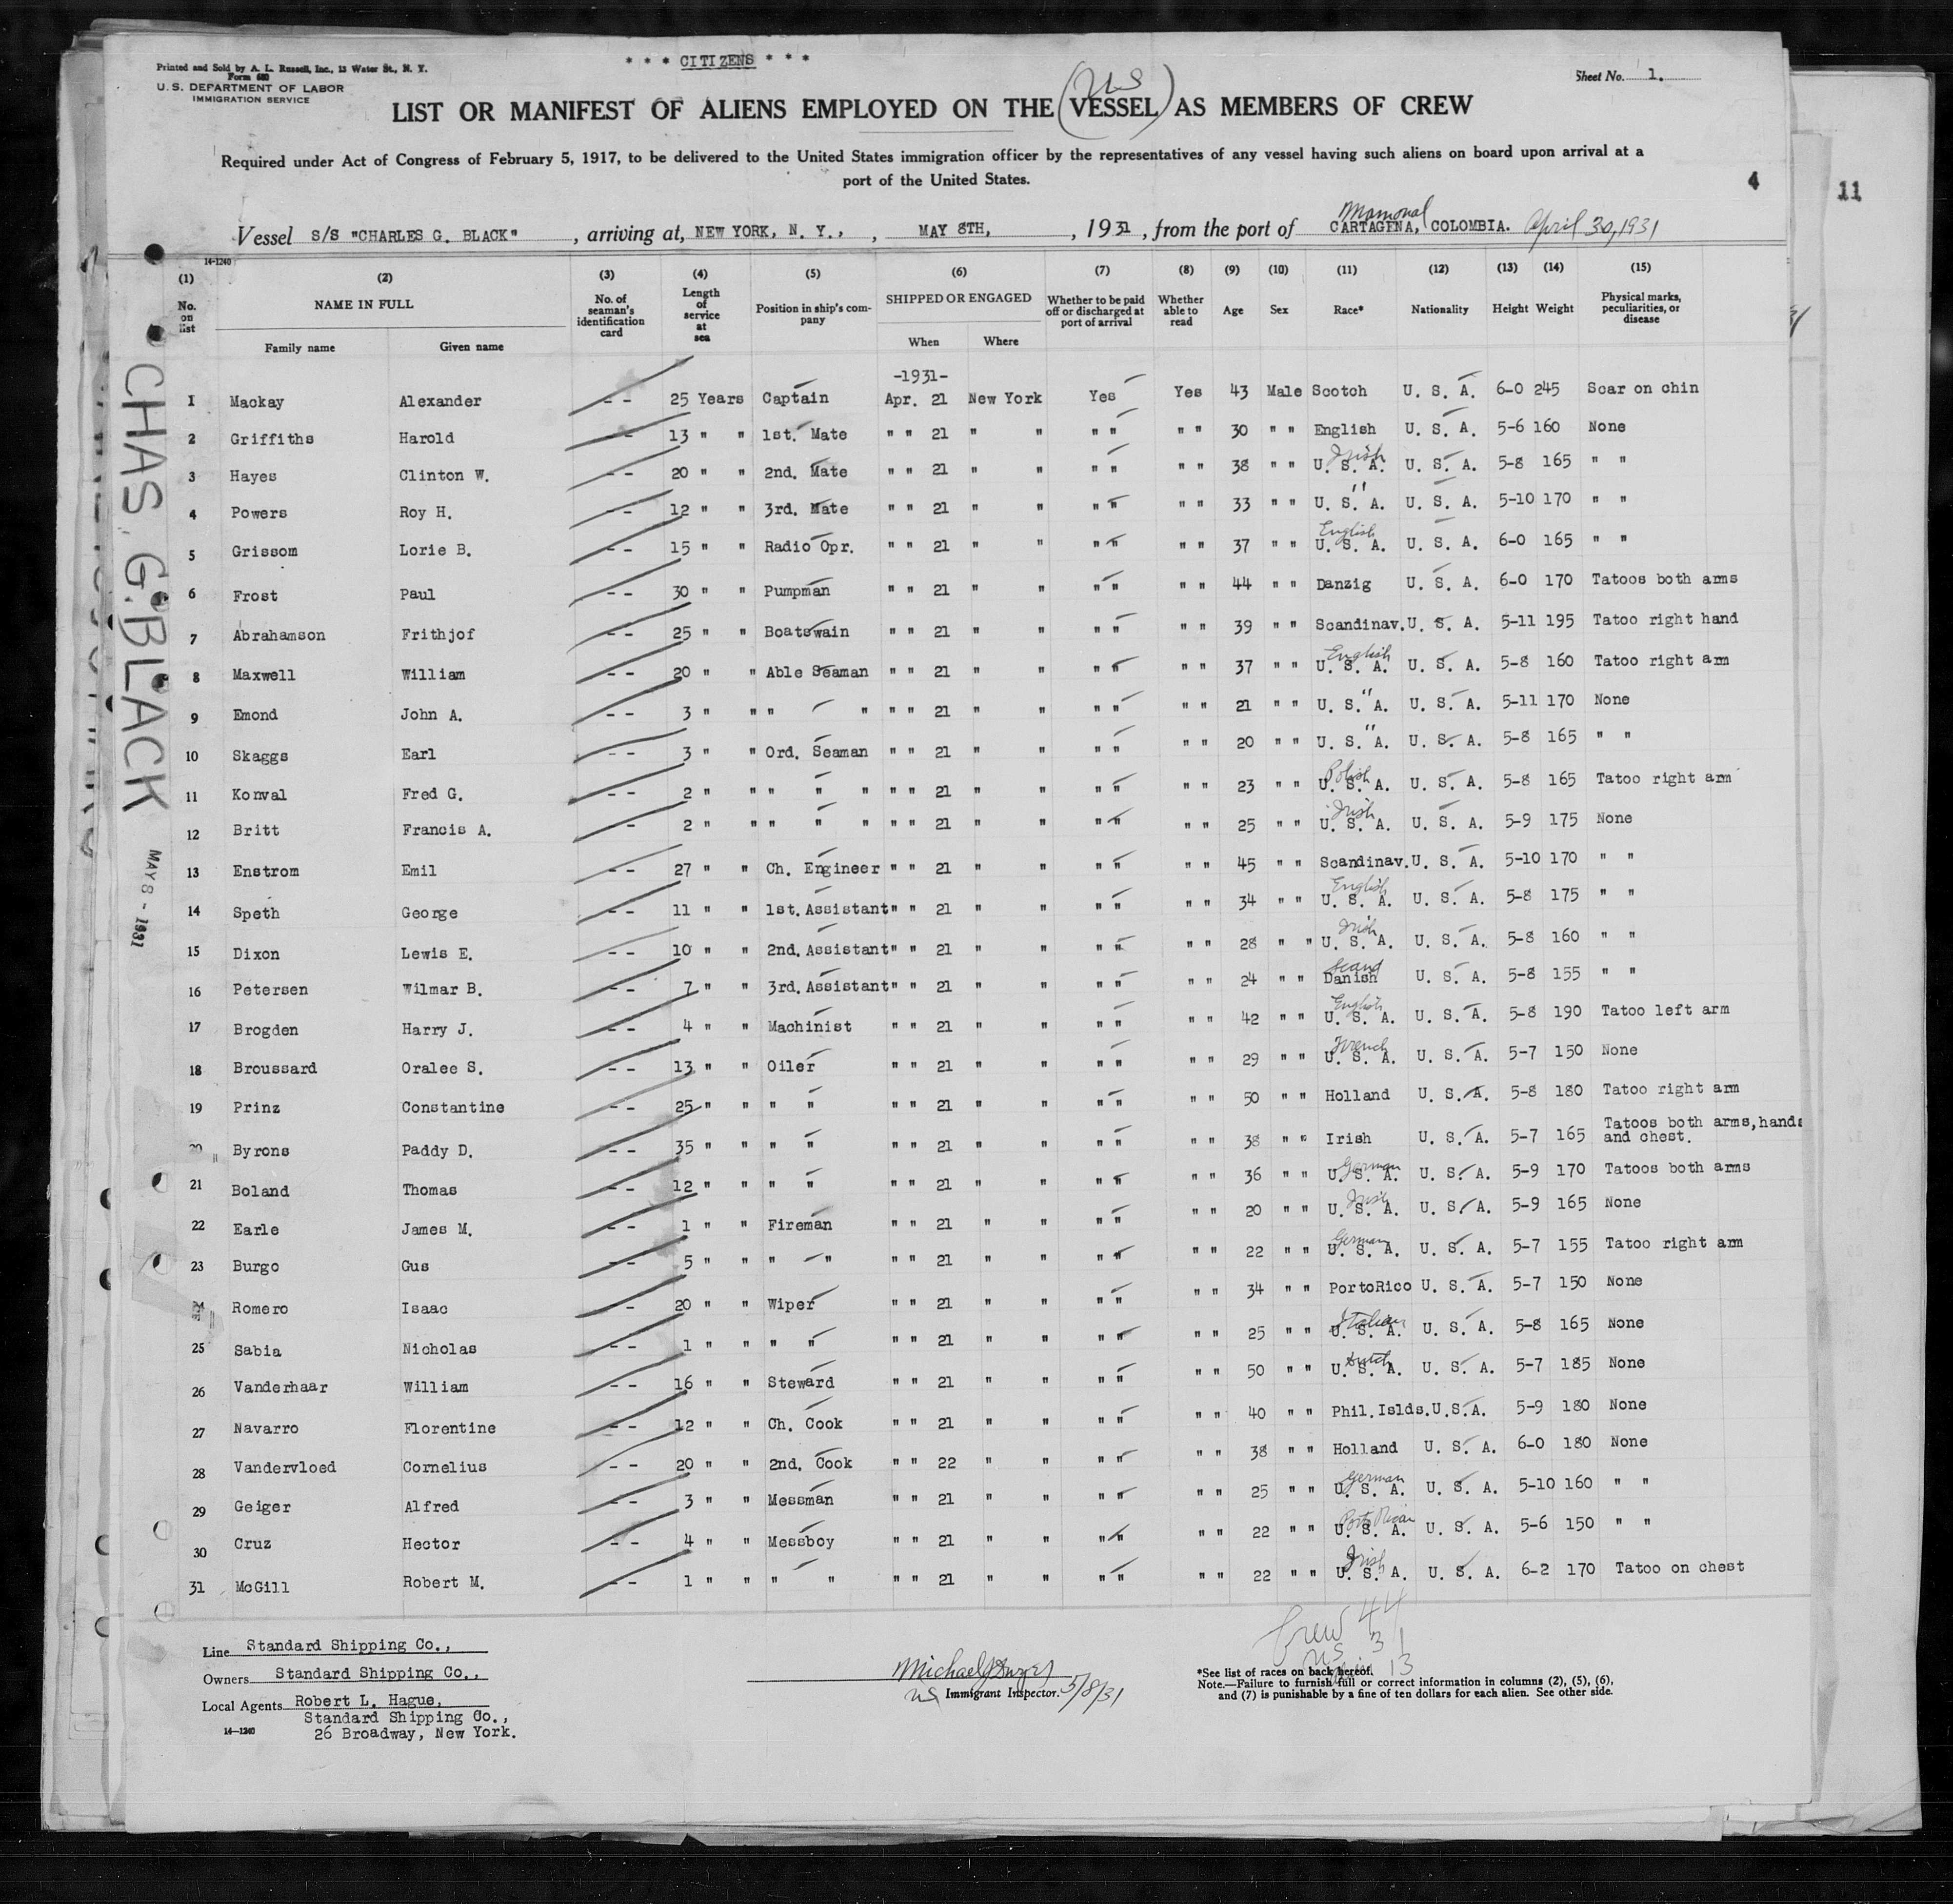 * * * CITIZENS * * *
Printed and Sold by A. L. Russell, Inc., 13 Water St., N. Y.
Form 680
U. S. DEPARTMENT OF LABOR
IMMIGRATION SERVICE
Sheet No. 1.
US
LIST OR MANIFEST OF ALIENS EMPLOYED ON THE (VESSEL) AS MEMBERS OF CREW
Required under Act of Congress of February 5, 1917, to be delivered to the United States immigration officer by the representatives of any vessel having such aliens on board upon arrival at a
port of the United States.
4
11
Mamonal
Vessel S/S "CHARLES G. BLACK" , arriving at, NEW YORK, N. Y., , MAY 8TH, , 1931 , from the port of CARTAGENA, COLOMBIA. April 30, 1931
14-1240
(1) (2) (3) (4) (5) (6) (7) (8) (9) (10) (11) (12) (13) (14) (15)
No. on list NAME IN FULL No. of seaman's identification card Length of service at sea Position in ship's company SHIPPED OR ENGAGED Whether to be paid off or discharged at port of arrival Whether able to read Age Sex Race* Nationality Height Weight Physical marks, peculiarities, or disease
Family name Given name When Where
-1931-
1 Mackay Alexander -- 25 Years Captain Apr. 21 New York Yes Yes 43 Male Scotch U. S. A. 6-0 245 Scar on chin
2 Griffiths Harold -- 13 " " 1st. Mate " " 21 " " " " " " 30 " " English U. S. A. 5-6 160 None
3 Hayes Clinton W. -- 20 " " 2nd. Mate " " 21 " " " " " " 38 " " U. S. A. Irish U. S. A. 5-8 165 " "
4 Powers Roy H. -- 12 " " 3rd. Mate " " 21 " " " " " " 33 " " U. S. A. " U. S. A. 5-10 170 " "
5 Grissom Lorie B. -- 15 " " Radio Opr. " " 21 " " " " " " 37 " " U. S. A. English U. S. A. 6-0 165 " "
6 Frost Paul -- 30 " " Pumpman " " 21 " " " " " " 44 " " Danzig U. S. A. 6-0 170 Tatoos both arms
7 Abrahamson Frithjof -- 25 " " Boatswain " " 21 " " " " " " 39 " " Scandinav. U. S. A. 5-11 195 Tatoo right hand
8 Maxwell William -- 20 " " Able Seaman " " 21 " " " " " " 37 " " U. S. A. English U. S. A. 5-8 160 Tatoo right arm
9 Emond John A. -- 3 " " " " " " 21 " " " " " " 21 " " U. S. A. " U. S. A. 5-11 170 None
10 Skaggs Earl -- 3 " " Ord. Seaman " " 21 " " " " " " 20 " " U. S. A. " U. S. A. 5-8 165 " "
11 Konval Fred G. -- 2 " " " " " " " 21 " " " " " " 23 " " U. S. A. Polish U. S. A. 5-8 165 Tatoo right arm
12 Britt Francis A. - 2 " " " " " " " 21 " " " " " " 25 " " U. S. A. Irish U. S. A. 5-9 175 None
13 Enstrom Emil -- 27 " " Ch. Engineer " " 21 " " " " " " 45 " " Scandinav. U. S. A. 5-10 170 " "
14 Speth George -- 11 " " 1st. Assistant " " 21 " " " " " " 34 " " U. S. A. English U. S. A. 5-8 175 " "
15 Dixon Lewis E. -- 10 " " 2nd. Assistant " " 21 " " " " " " 28 " " U. S. A. Irish U. S. A. 5-8 160 " "
16 Petersen Wilmar B. -- 7 " " 3rd. Assistant " " 21 " " " " " " 24 " " Danish Scand U. S. A. 5-8 155 " "
17 Brogden Harry J. -- 4 " " Machinist " " 21 " " " " " " 42 " " U. S. A. English U. S. A. 5-8 190 Tatoo left arm
18 Broussard Oralee S. -- 13 " " Oiler " " 21 " " " " " " 29 " " U. S. A. French U. S. A. 5-7 150 None
19 Prinz Constantine -- 25 " " " " " " 21 " " " " " " 50 " " Holland U. S. A. 5-8 180 Tatoo right arm
20 Byrons Paddy D. -- 35 " " " " " " 21 " " " " " " 38 " " Irish U. S. A. 5-7 165 Tatoos both arms, hands and chest.
21 Boland Thomas -- 12 " " " " " " 21 " " " " " " 36 " " U. S. A. German U. S. A. 5-9 170 Tatoos both arms
22 Earle James M. -- 1 " " Fireman " " 21 " " " " " " 20 " " U. S. A. Irish U. S. A. 5-9 165 None
23 Burgo Gus -- 5 " " " " " " 21 " " " " " " 22 " " U. S. A. German U. S. A. 5-7 155 Tatoo right arm
24 Romero Isaac -- 20 " " Wiper " " 21 " " " " " " 34 " " PortoRico U. S. A. 5-7 150 None
25 Sabia Nicholas -- 1 " " " " " " 21 " " " " " " 25 " " U. S. A. Italian U. S. A. 5-8 165 None
26 Vanderhaar William -- 16 " " Steward " " 21 " " " " " " 50 " " U. S. A. Dutch U. S. A. 5-7 185 None
27 Navarro Florentine -- 12 " " Ch. Cook " " 21 " " " " " " 40 " " Phil.Islds. U.S.A. 5-9 180 None
28 Vandervloed Cornelius -- 20 " " 2nd. Cook " " 22 " " " " " " 38 " " Holland U. S. A. 6-0 180 None
29 Geiger Alfred -- 3 " " Messman " " 21 " " " " " " 25 " " U. S. A. German U. S. A. 5-10 160 " "
30 Cruz Hector -- 4 " " Messboy " " 21 " " " " " " 22 " " U. S. A. Porto Rican U. S. A. 5-6 150 " "
31 McGill Robert M. -- 1 " " " " " " 21 " " " " " " 22 " " U. S. A. Irish U. S. A. 6-2 170 Tatoo on chest
CHAS. G. BLACK
MAY 8 - 1931
Crew 44
US 31
13
Line Standard Shipping Co.,
Owners Standard Shipping Co.,
Local Agents Robert L. Hague,
Standard Shipping Co.,
26 Broadway, New York.
14-1240
Michael
US Immigrant Inspector. 5/8/31
*See list of races on back hereof.
Note.—Failure to furnish full or correct information in columns (2), (5), (6),
and (7) is punishable by a fine of ten dollars for each alien. See other side.